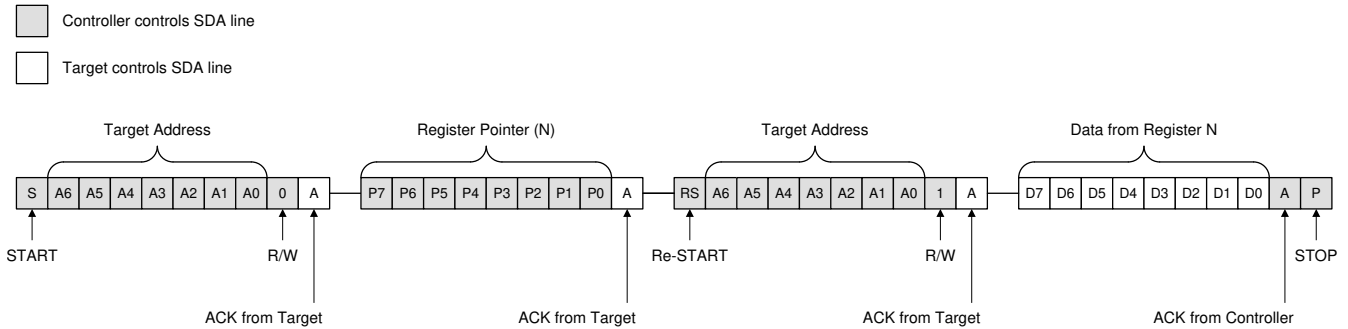 Controller controls SDA line
Target controls SDA line
Target Address Register Pointer (N) Target Address Data from Register N
S A6 A5 A4 A3 A2 A1 A0 0 A P7 P6 P5 P4 P3 P2 P1 P0 A RS A6 A5 A4 A3 A2 A1 A0 1 A D7 D6 D5 D4 D3 D2 D1 D0 A P
START R/W Re-START R/W STOP
ACK from Target ACK from Target ACK from Target ACK from Controller